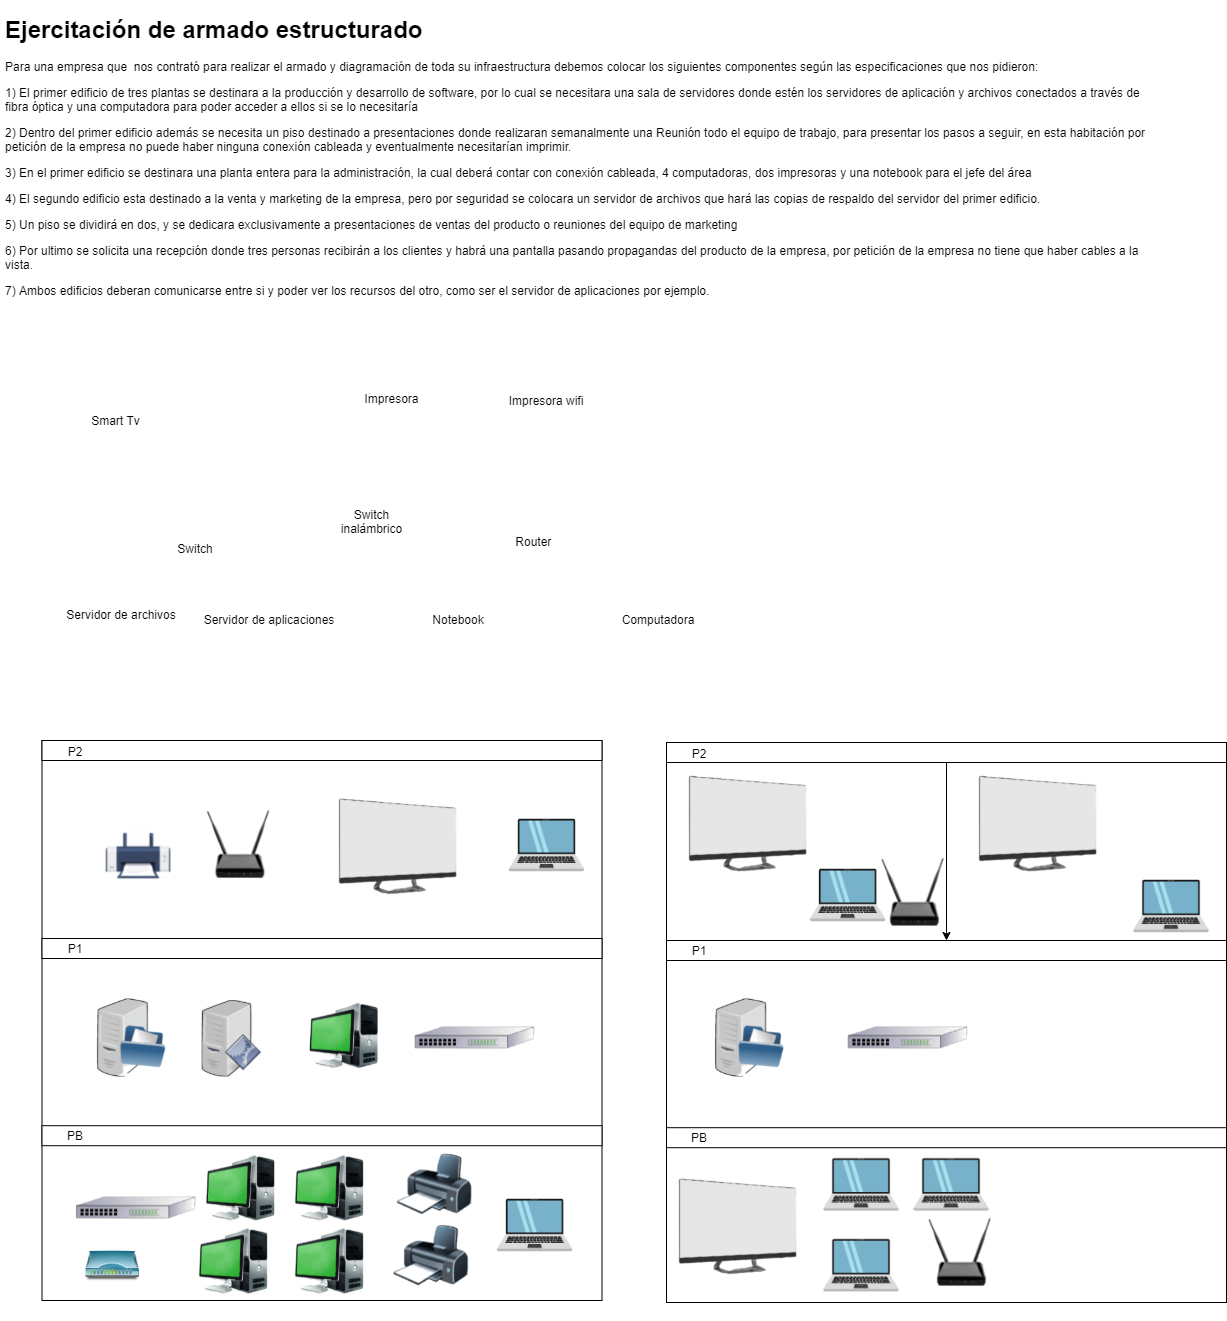 Ejercitación de armado estructurado
Para una empresa que  nos contrató para realizar el armado y diagramación de toda su infraestructura debemos colocar los siguientes componentes según las especificaciones que nos pidieron:
1) El primer edificio de tres plantas se destinara a la producción y desarrollo de software, por lo cual se necesitara una sala de servidores donde estén los servidores de aplicación y archivos conectados a través de
fibra óptica y una computadora para poder acceder a ellos si se lo necesitaría
2) Dentro del primer edificio además se necesita un piso destinado a presentaciones donde realizaran semanalmente una Reunión todo el equipo de trabajo, para presentar los pasos a seguir, en esta habitación por
petición de la empresa no puede haber ninguna conexión cableada y eventualmente necesitarían imprimir.
3) En el primer edificio se destinara una planta entera para la administración, la cual deberá contar con conexión cableada, 4 computadoras, dos impresoras y una notebook para el jefe del área
4) El segundo edificio esta destinado a la venta y marketing de la empresa, pero por seguridad se colocara un servidor de archivos que hará las copias de respaldo del servidor del primer edificio.
5) Un piso se dividirá en dos, y se dedicara exclusivamente a presentaciones de ventas del producto o reuniones del equipo de marketing
6) Por ultimo se solicita una recepción donde tres personas recibirán a los clientes y habrá una pantalla pasando propagandas del producto de la empresa, por petición de la empresa no tiene que haber cables a la
vista.
7) Ambos edificios deberan comunicarse entre si y poder ver los recursos del otro, como ser el servidor de aplicaciones por ejemplo.
Impresora
Impresora wifi
Smart Tv
Switch
inalámbrico
Router
Switch
Servidor de archivos
Servidor de aplicaciones
Notebook
Computadora
P2
P2
P1
P1
PB
PB